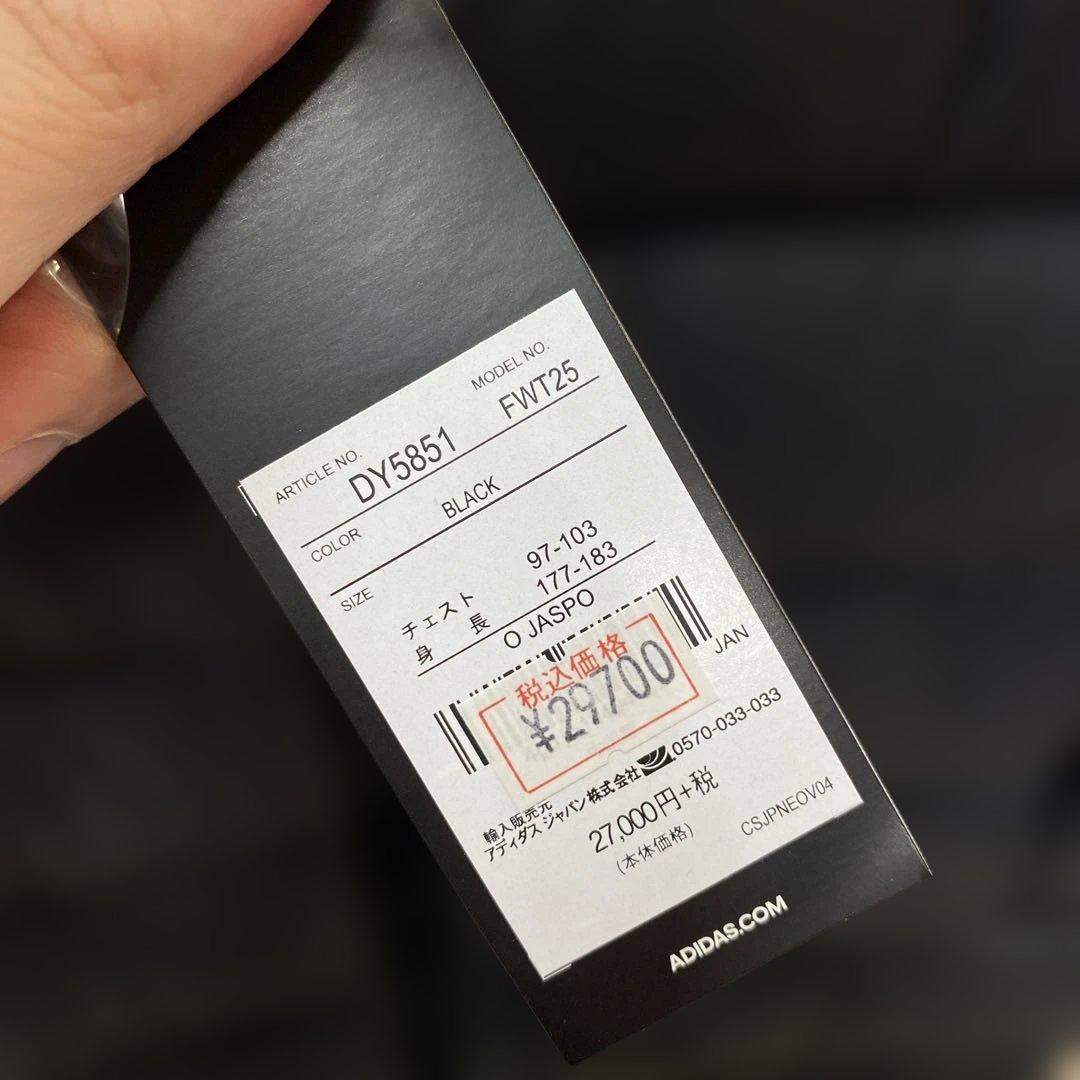 ARTICLE NO. MODEL NO.
DY5851 FWT25
COLOR BLACK
SIZE
チェスト 97-103
身長 177-183
O JASPO
JAN
税込価格
¥29700
輸入販売元
アディダス ジャパン株式会社 0570-033-033
27,000円+税
(本体価格)
CSJPNEOV04
ADIDAS.COM